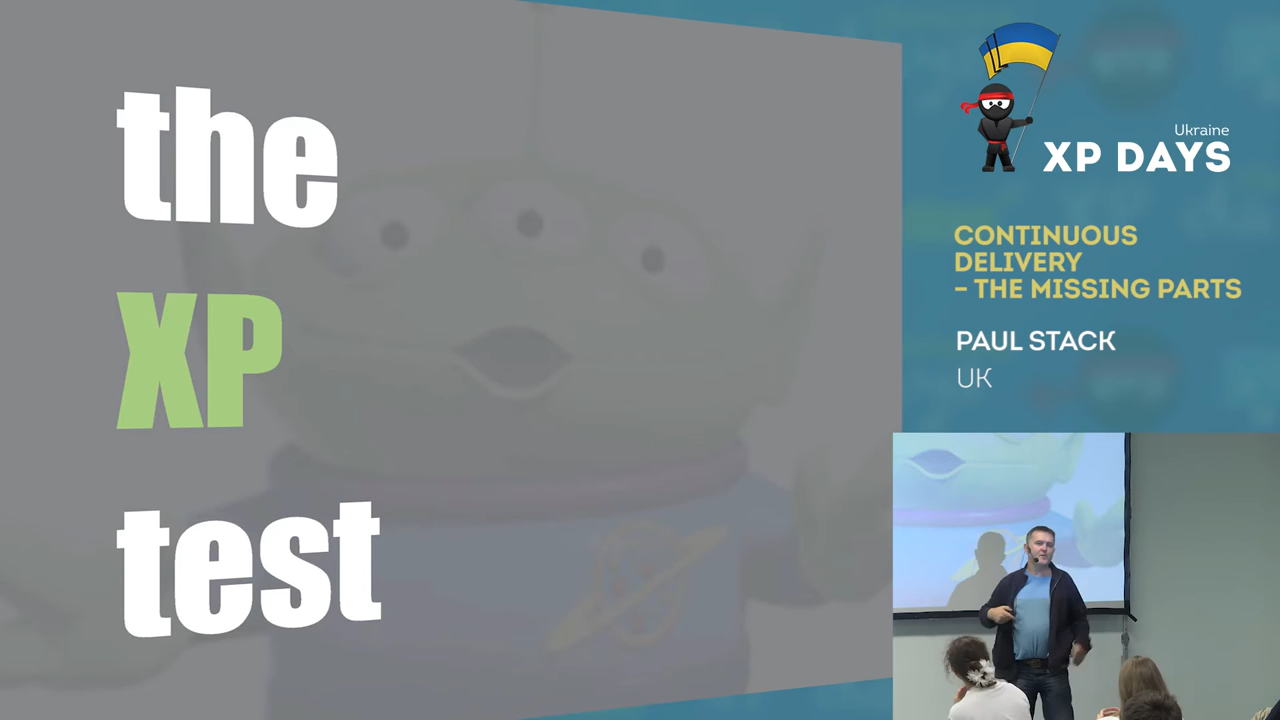 the
XP
test
Ukraine
XP DAYS
CONTINUOUS
DELIVERY
– THE MISSING PARTS
PAUL STACK
UK